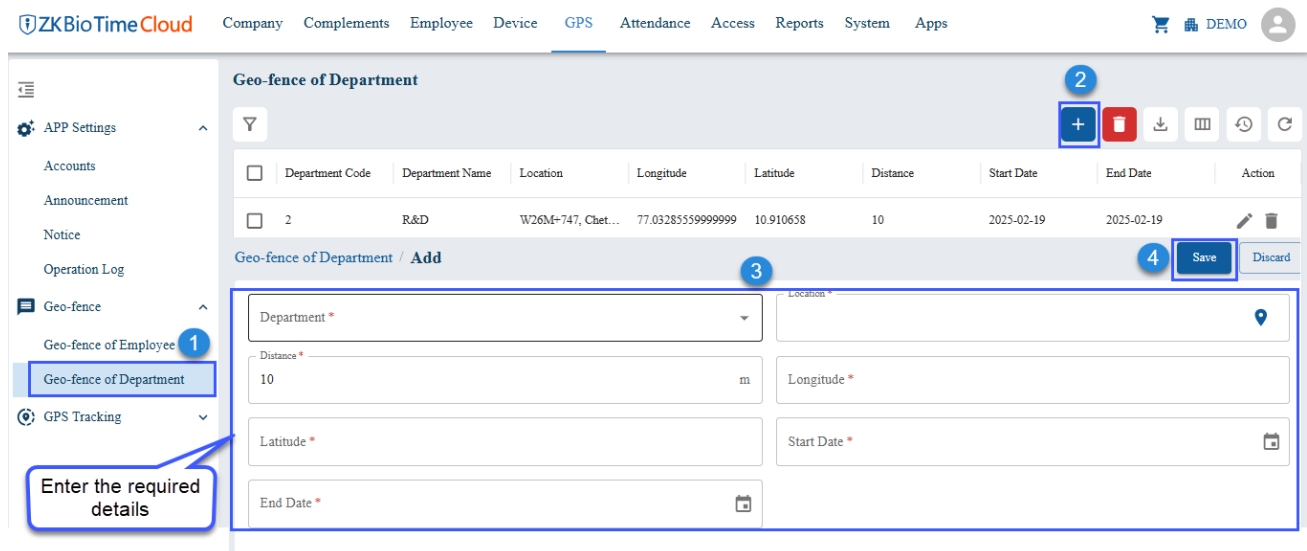 ZKBioTime Cloud Company Complements Employee Device GPS Attendance Access Reports System Apps DEMO
Geo-fence of Department
2
APP Settings
Accounts
Announcement
Notice
Operation Log
Geo-fence
Geo-fence of Employee 1
Geo-fence of Department
GPS Tracking
Department Code Department Name Location Longitude Latitude Distance Start Date End Date Action
2 R&D W26M+747, Chet... 77.03285559999999 10.910658 10 2025-02-19 2025-02-19
Geo-fence of Department / Add
4 Save Discard
3
Department * Location *
Distance *
10 m Longitude *
Latitude * Start Date *
End Date *
Enter the required
details